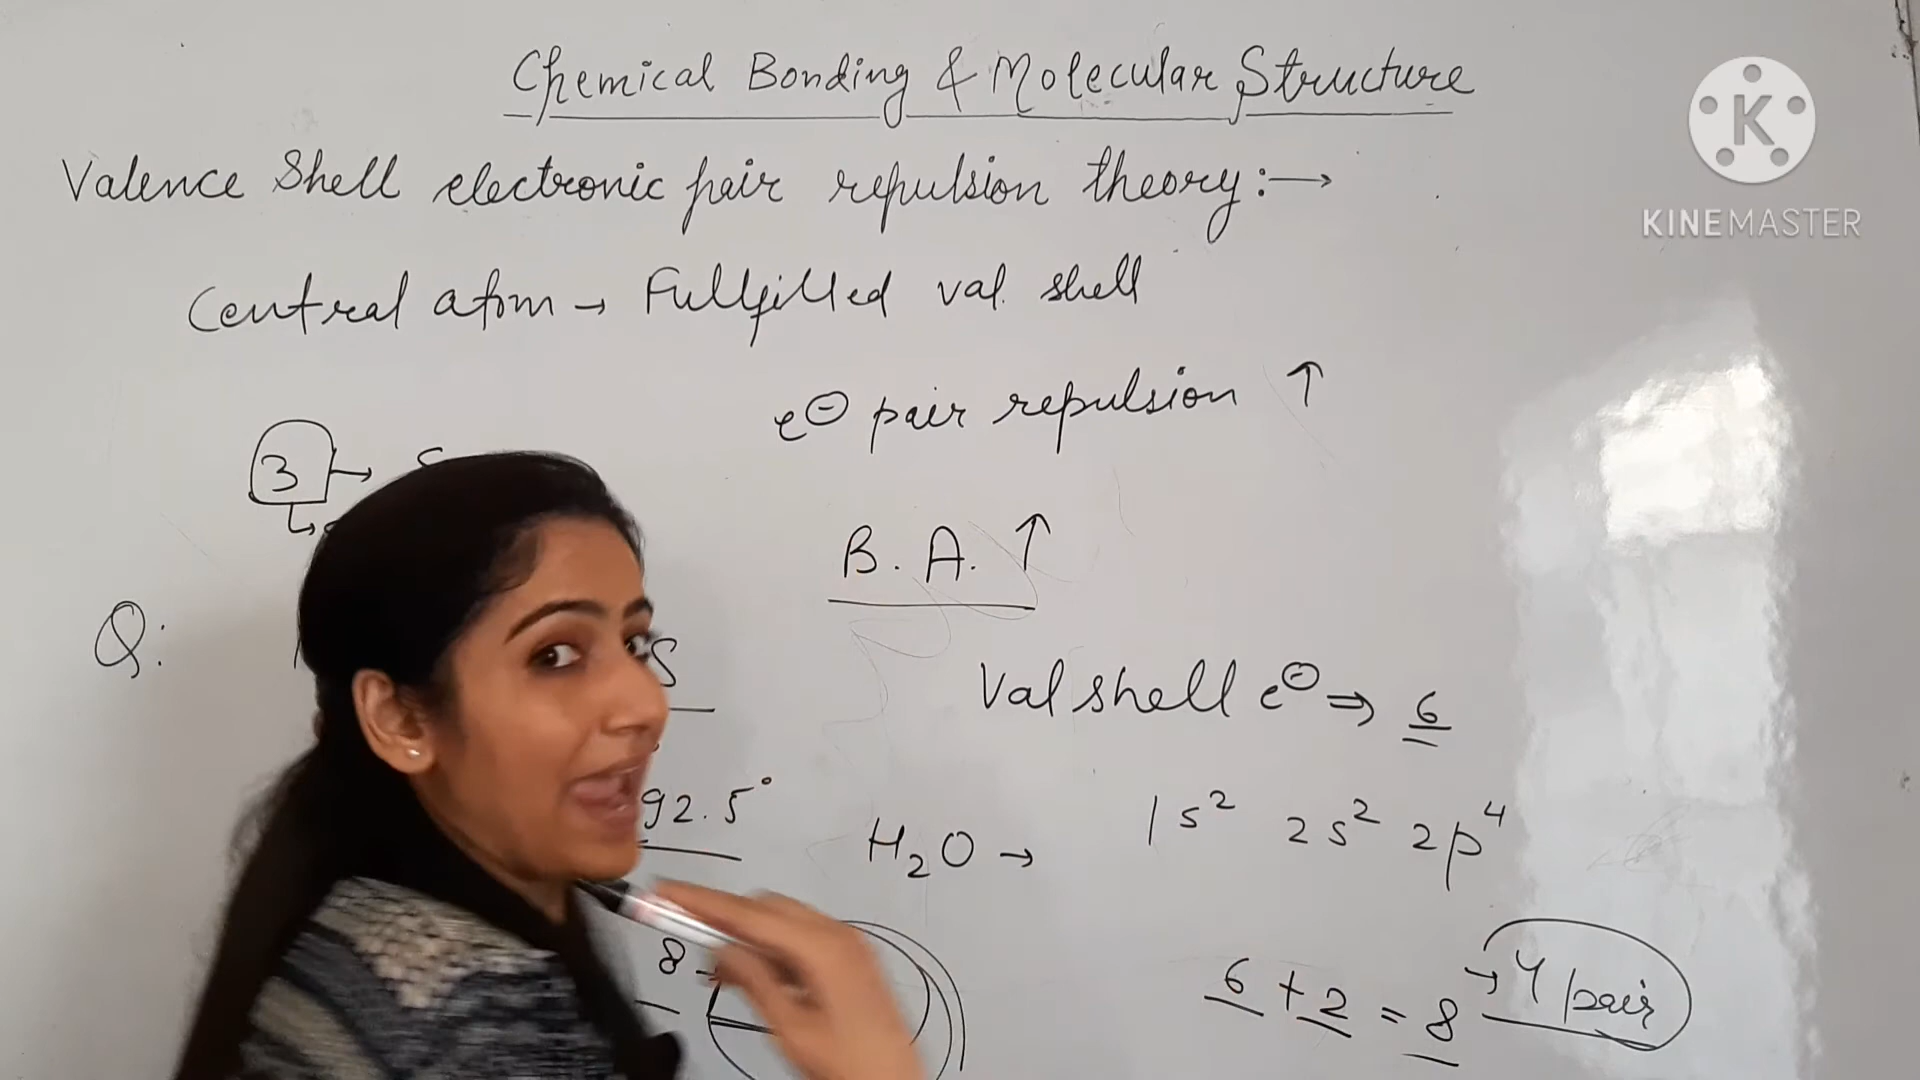 Chemical Bonding & Molecular Structure
K
KINEMASTER
Valence Shell electronic pair repulsion theory:→
Central atom → Fullfilled val. shell
e⊖ pair repulsion ↑
3 →
B. A. ↑
Q:
S
Val shell e⊖ ⇒ 6
92.5°
H₂O → 1s² 2s² 2p⁴
8
6 + 2 = 8 → 4 pair